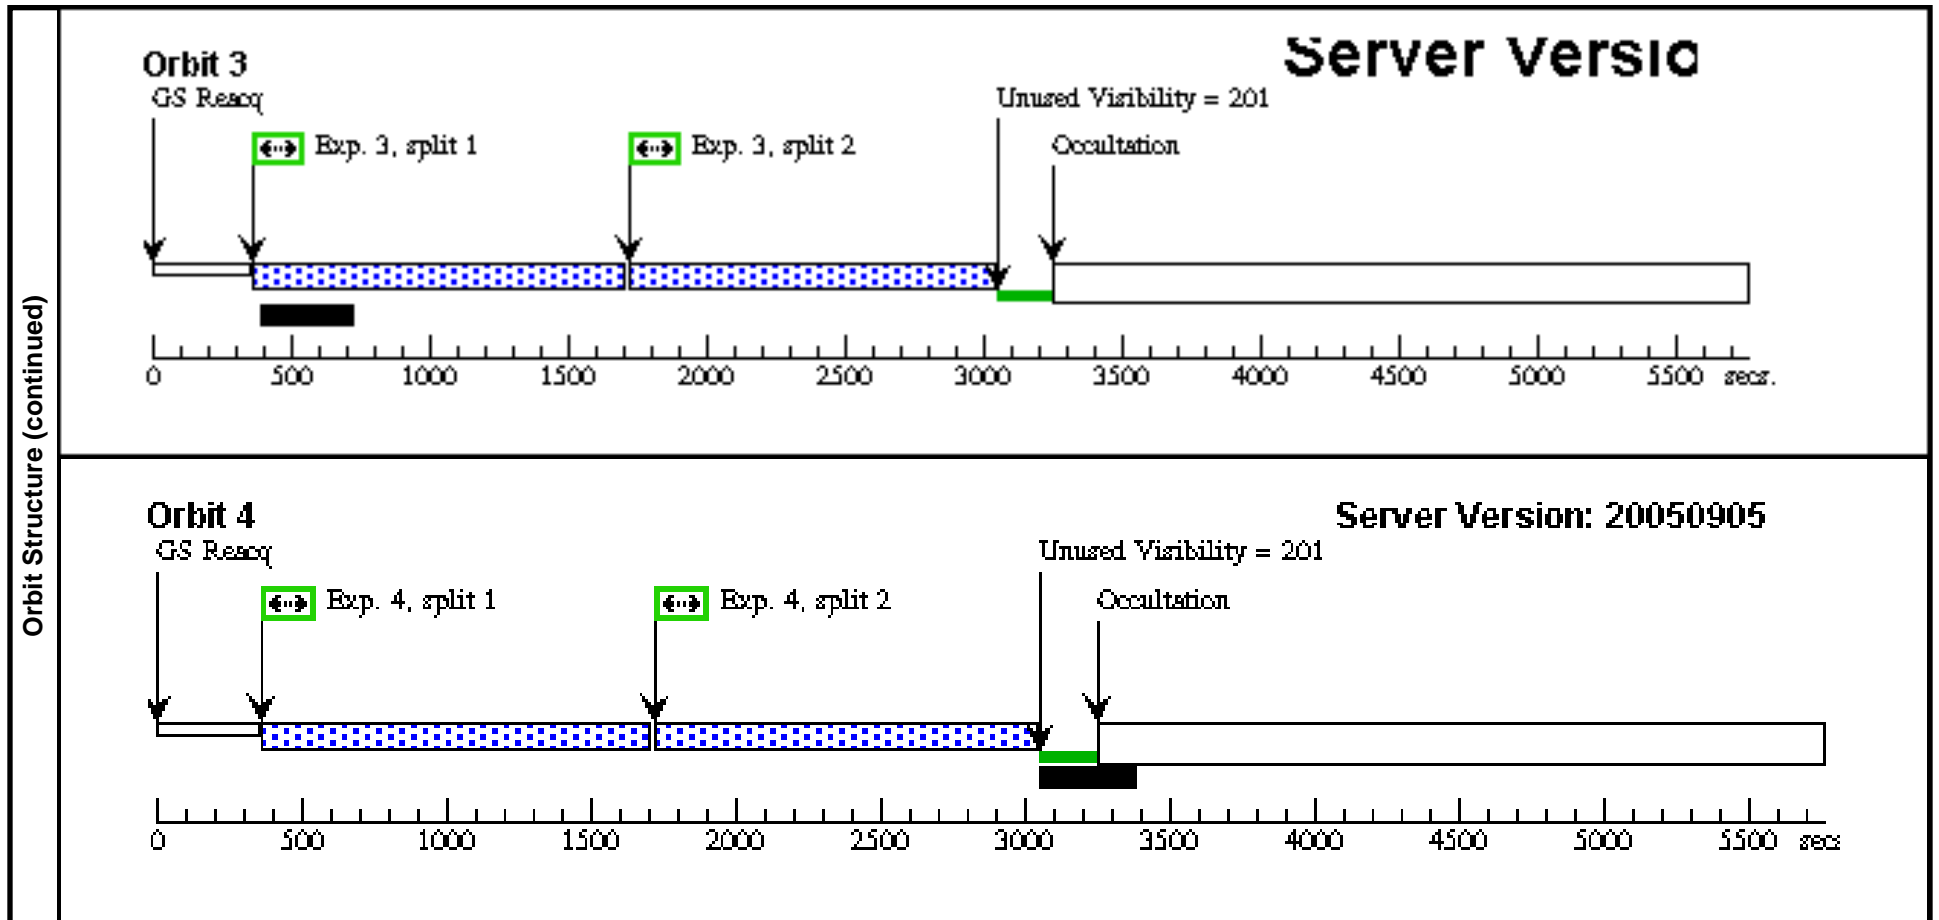 Orbit Structure (continued)
Orbit 3
Server Versio
GS Reacq
Unused Visibility = 201
Exp. 3, split 1
Exp. 3, split 2
Occultation
0 500 1000 1500 2000 2500 3000 3500 4000 4500 5000 5500 secs.
Orbit 4
Server Version: 20050905
GS Reacq
Unused Visibility = 201
Exp. 4, split 1
Exp. 4, split 2
Occultation
0 500 1000 1500 2000 2500 3000 3500 4000 4500 5000 5500 secs